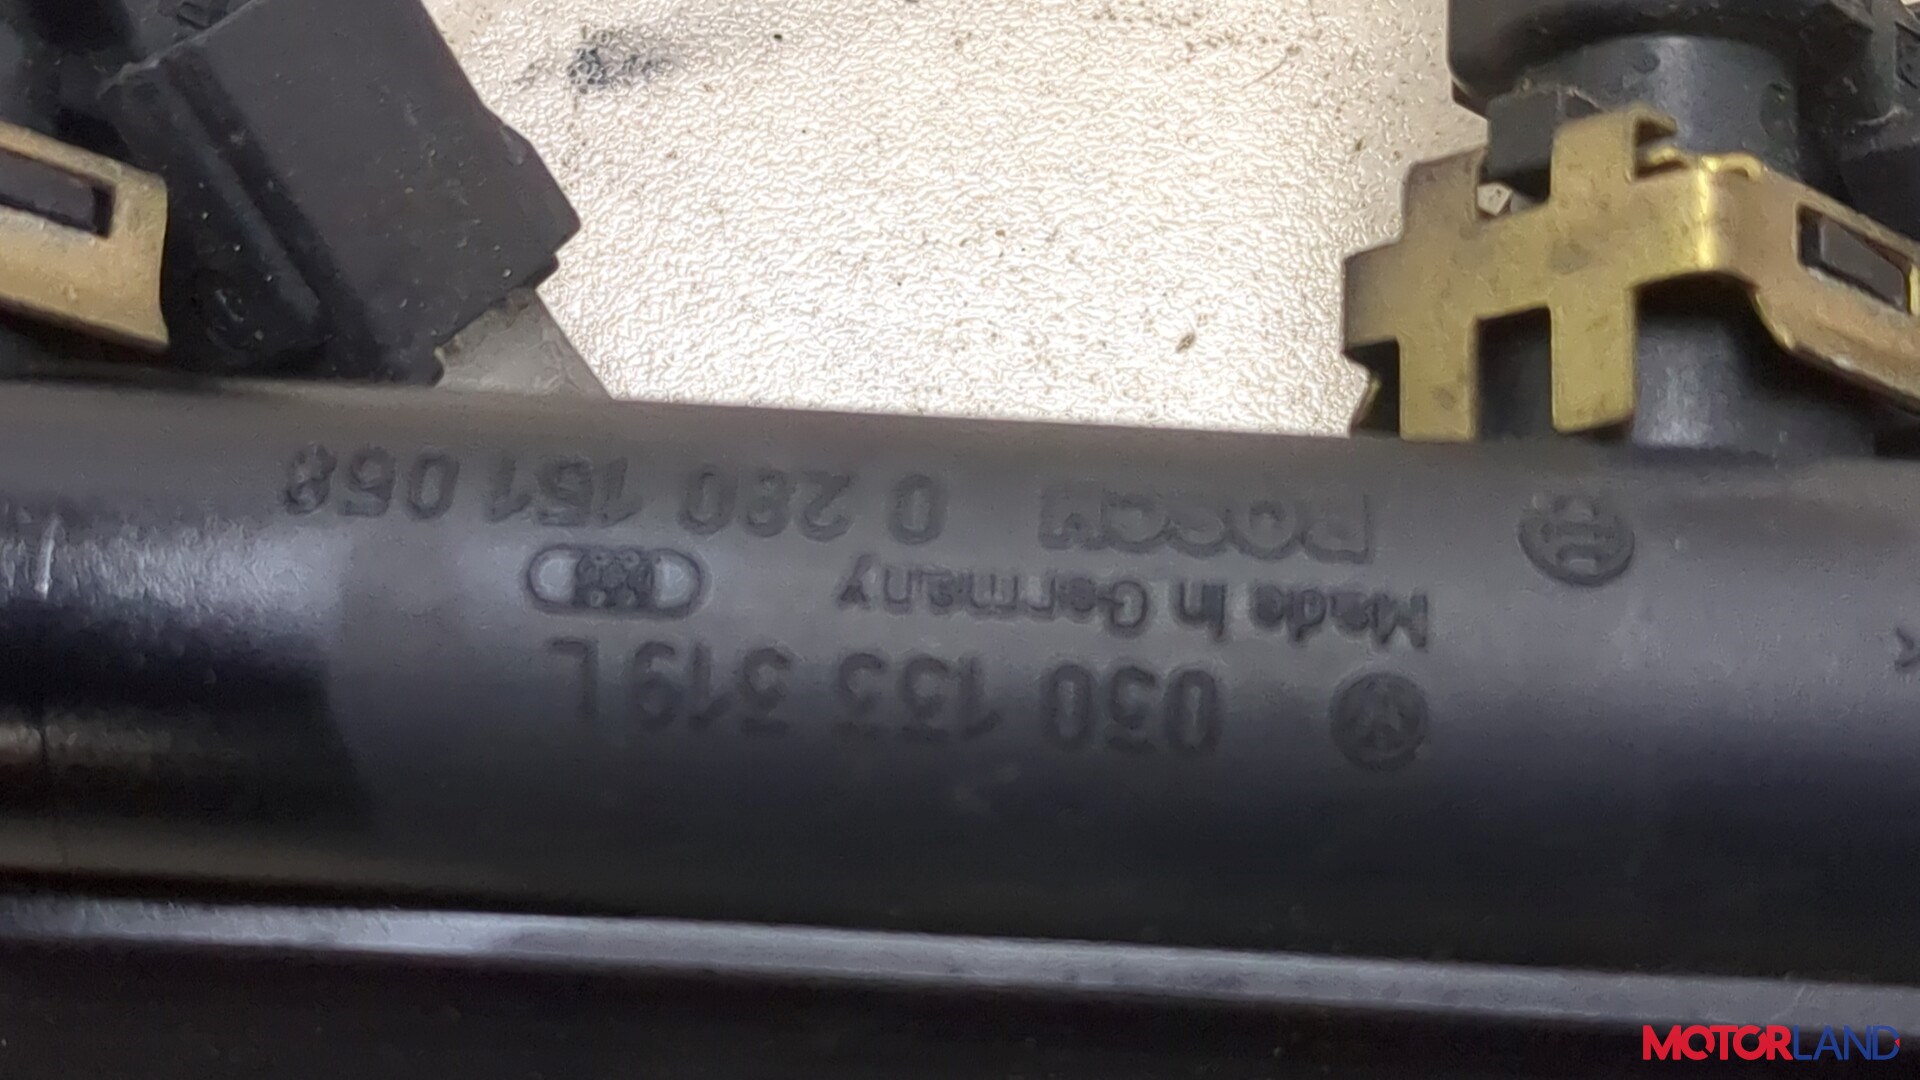 030 133 319 L
Made in Germany
BOSCH 0 280 151 058
MOTORLAND